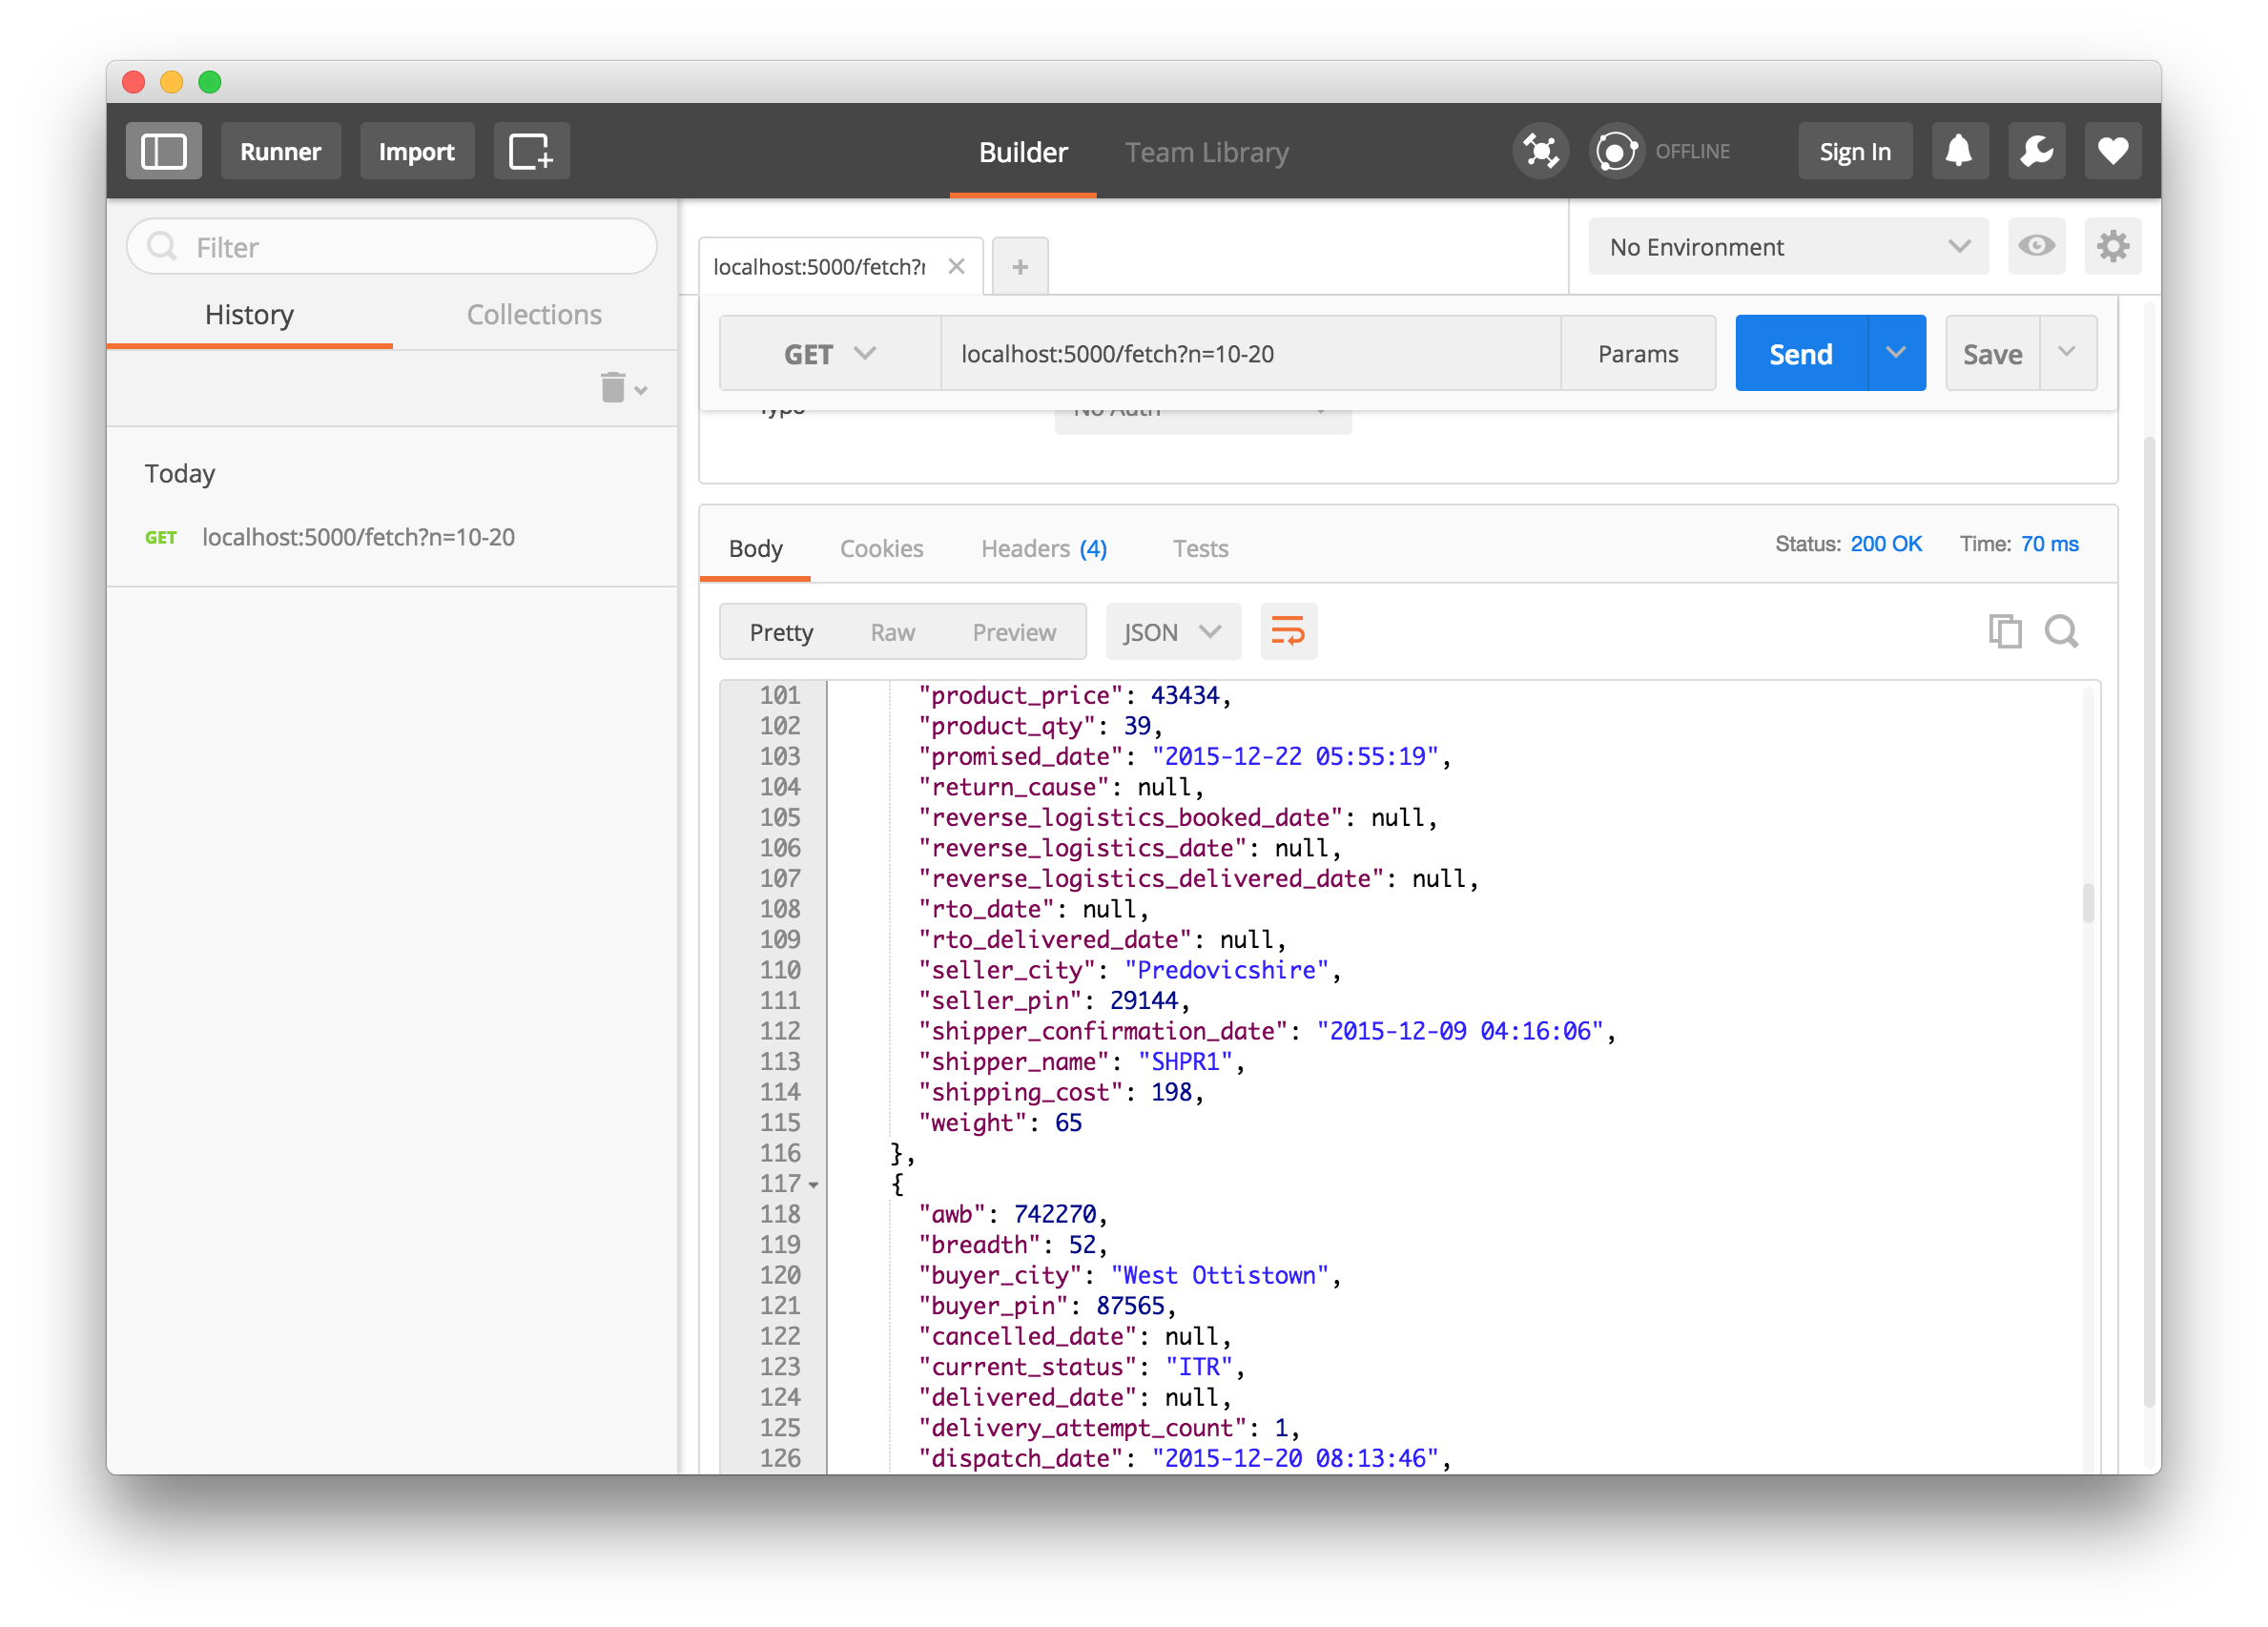 Runner Import Builder Team Library OFFLINE Sign In
Filter
No Environment
localhost:5000/fetch?
History Collections
GET localhost:5000/fetch?n=10-20 Params Send Save
Type No Auth
Today
GET localhost:5000/fetch?n=10-20
Body Cookies Headers (4) Tests Status: 200 OK Time: 70 ms
Pretty Raw Preview JSON
101 "product_price": 43434,
102 "product_qty": 39,
103 "promised_date": "2015-12-22 05:55:19",
104 "return_cause": null,
105 "reverse_logistics_booked_date": null,
106 "reverse_logistics_date": null,
107 "reverse_logistics_delivered_date": null,
108 "rto_date": null,
109 "rto_delivered_date": null,
110 "seller_city": "Predovicshire",
111 "seller_pin": 29144,
112 "shipper_confirmation_date": "2015-12-09 04:16:06",
113 "shipper_name": "SHPR1",
114 "shipping_cost": 198,
115 "weight": 65
116 },
117 {
118 "awb": 742270,
119 "breadth": 52,
120 "buyer_city": "West Ottistown",
121 "buyer_pin": 87565,
122 "cancelled_date": null,
123 "current_status": "ITR",
124 "delivered_date": null,
125 "delivery_attempt_count": 1,
126 "dispatch_date": "2015-12-20 08:13:46",